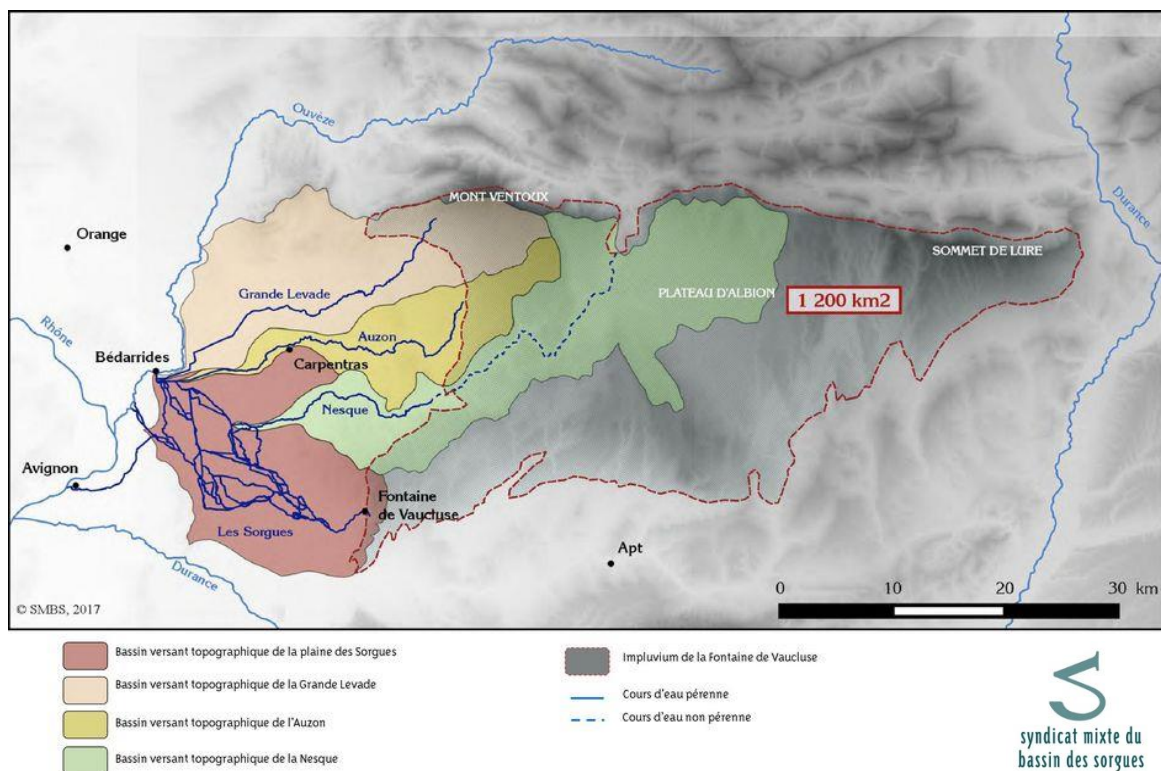 Ouvèze
MONT VENTOUX
Durance
Orange
SOMMET DE LURE
Grande Levade
PLATEAU D'ALBION
1 200 km2
Rhône
Auzon
Bédarrides
Carpentras
Nesque
Avignon
Fontaine
de Vaucluse
Les Sorgues
Apt
Durance
0 10 20 30 km
© SMBS, 2017
Bassin versant topographique de la plaine des Sorgues
Bassin versant topographique de la Grande Levade
Bassin versant topographique de l'Auzon
Bassin versant topographique de la Nesque
Impluvium de la Fontaine de Vaucluse
Cours d'eau pérenne
Cours d'eau non pérenne
syndicat mixte du
bassin des sorgues